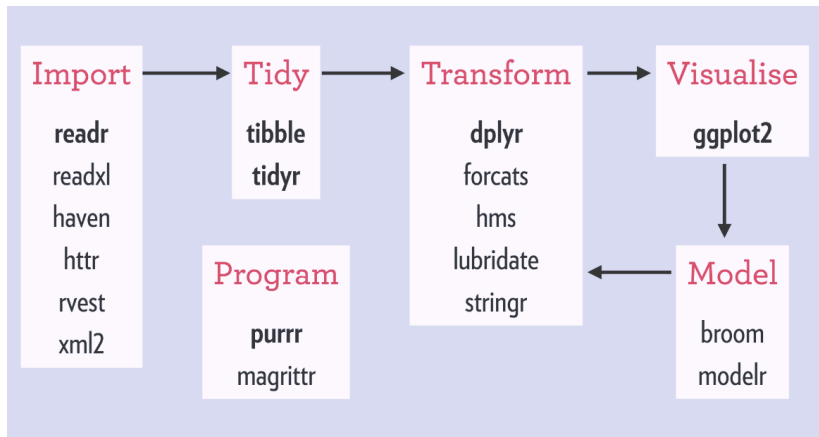 Import
readr
readxl
haven
httr
rvest
xml2
Tidy
tibble
tidyr
Program
purrr
magrittr
Transform
dplyr
forcats
hms
lubridate
stringr
Visualise
ggplot2
Model
broom
modelr